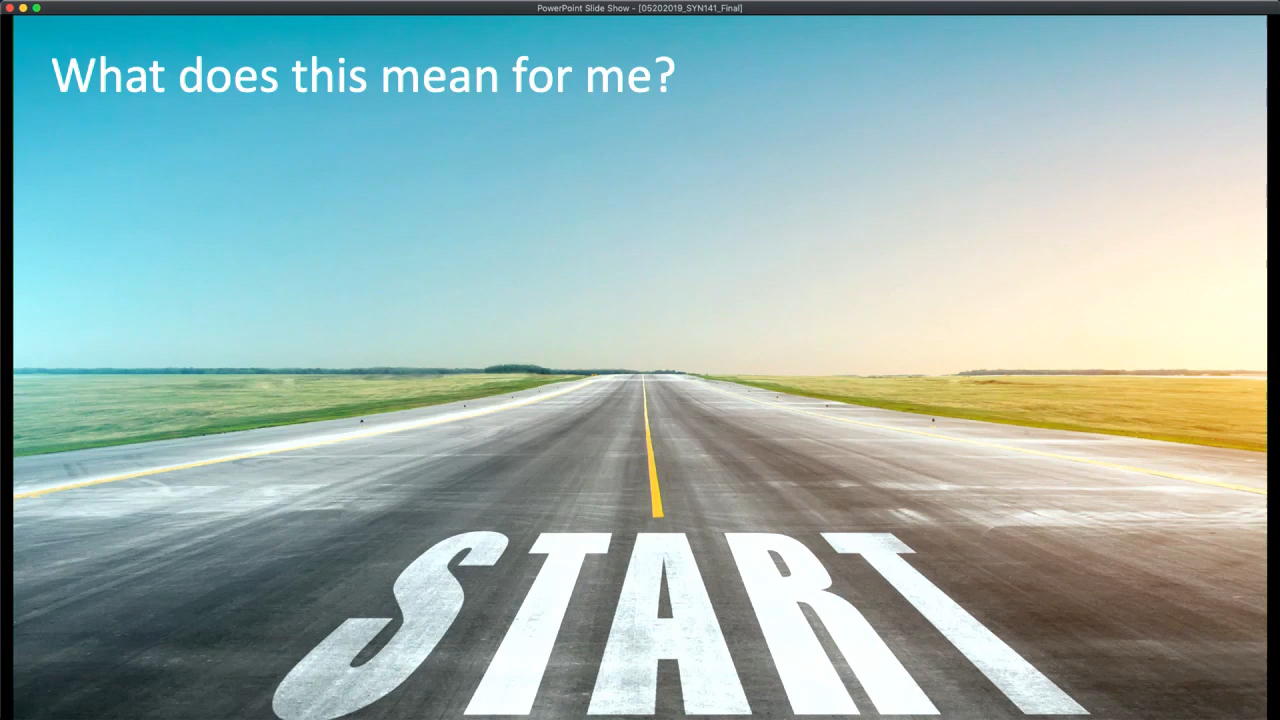 PowerPoint Slide Show - [05202019_SYN141_Final]
What does this mean for me?
START